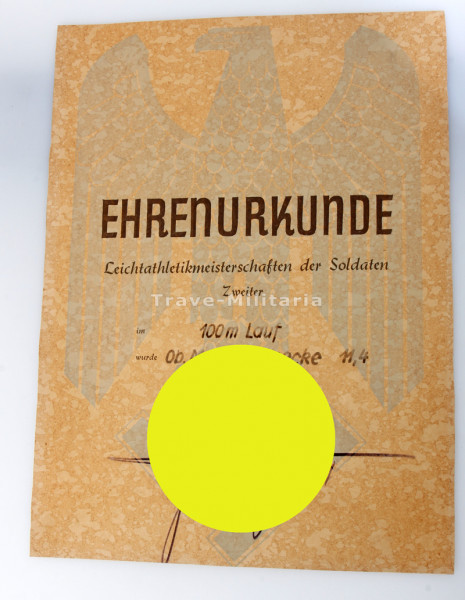 EHRENURKUNDE
Leichtathletikmeisterschaften der Soldaten
Zweiter
Trave-Militaria
im 100m Lauf
wurde Ob. 11,4